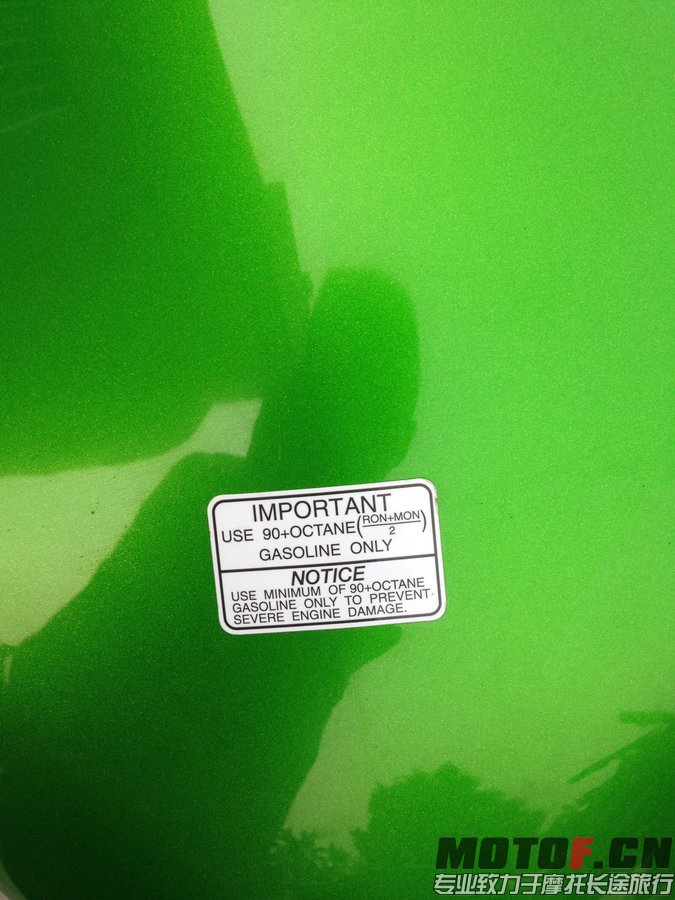 IMPORTANT
USE 90+OCTANE(RON+MON/2)
GASOLINE ONLY
NOTICE
USE MINIMUM OF 90+OCTANE
GASOLINE ONLY TO PREVENT
SEVERE ENGINE DAMAGE.
MOTOF.CN
专业致力于摩托长途旅行